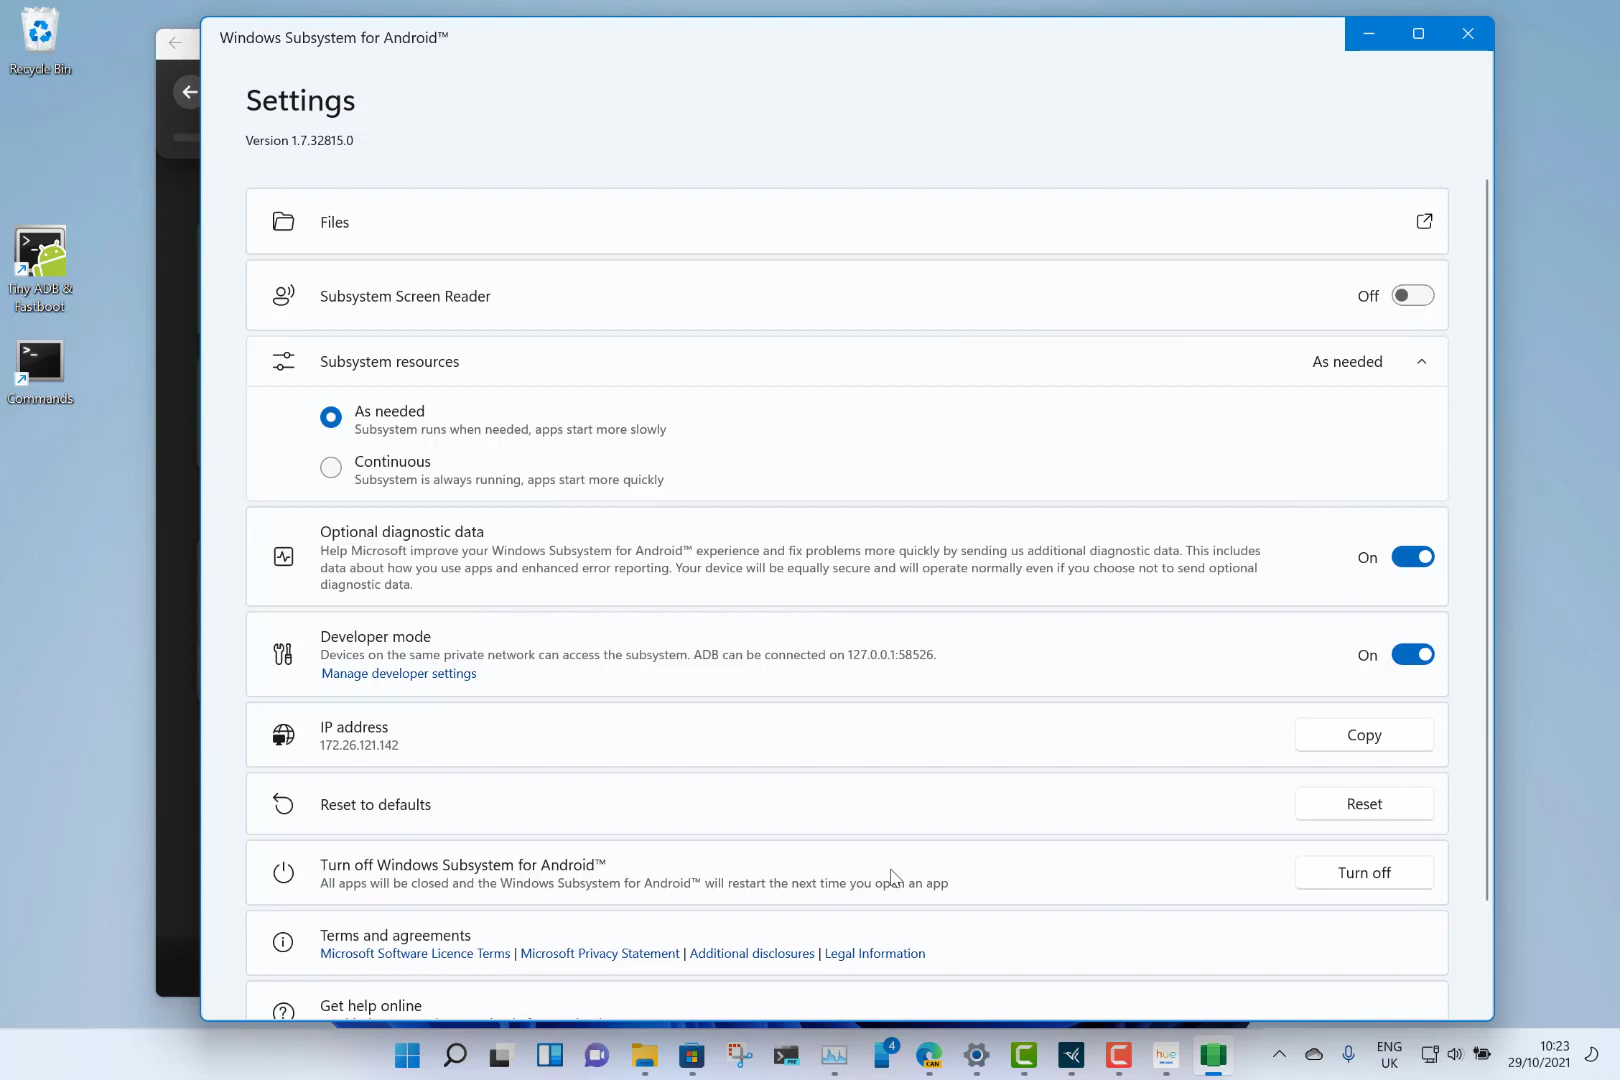 Recycle Bin
Tiny ADB &
Fastboot
Commands
Windows Subsystem for Android™
Settings
Version 1.7.32815.0
Files
Subsystem Screen Reader
Off
Subsystem resources
As needed
As needed
Subsystem runs when needed, apps start more slowly
Continuous
Subsystem is always running, apps start more quickly
Optional diagnostic data
Help Microsoft improve your Windows Subsystem for Android™ experience and fix problems more quickly by sending us additional diagnostic data. This includes
data about how you use apps and enhanced error reporting. Your device will be equally secure and will operate normally even if you choose not to send optional
diagnostic data.
On
Developer mode
Devices on the same private network can access the subsystem. ADB can be connected on 127.0.0.1:58526.
Manage developer settings
On
IP address
172.26.121.142
Copy
Reset to defaults
Reset
Turn off Windows Subsystem for Android™
All apps will be closed and the Windows Subsystem for Android™ will restart the next time you open an app
Turn off
Terms and agreements
Microsoft Software Licence Terms | Microsoft Privacy Statement | Additional disclosures | Legal Information
Get help online
PRE
4
CAN
hue
ENG
UK
10:23
29/10/2021